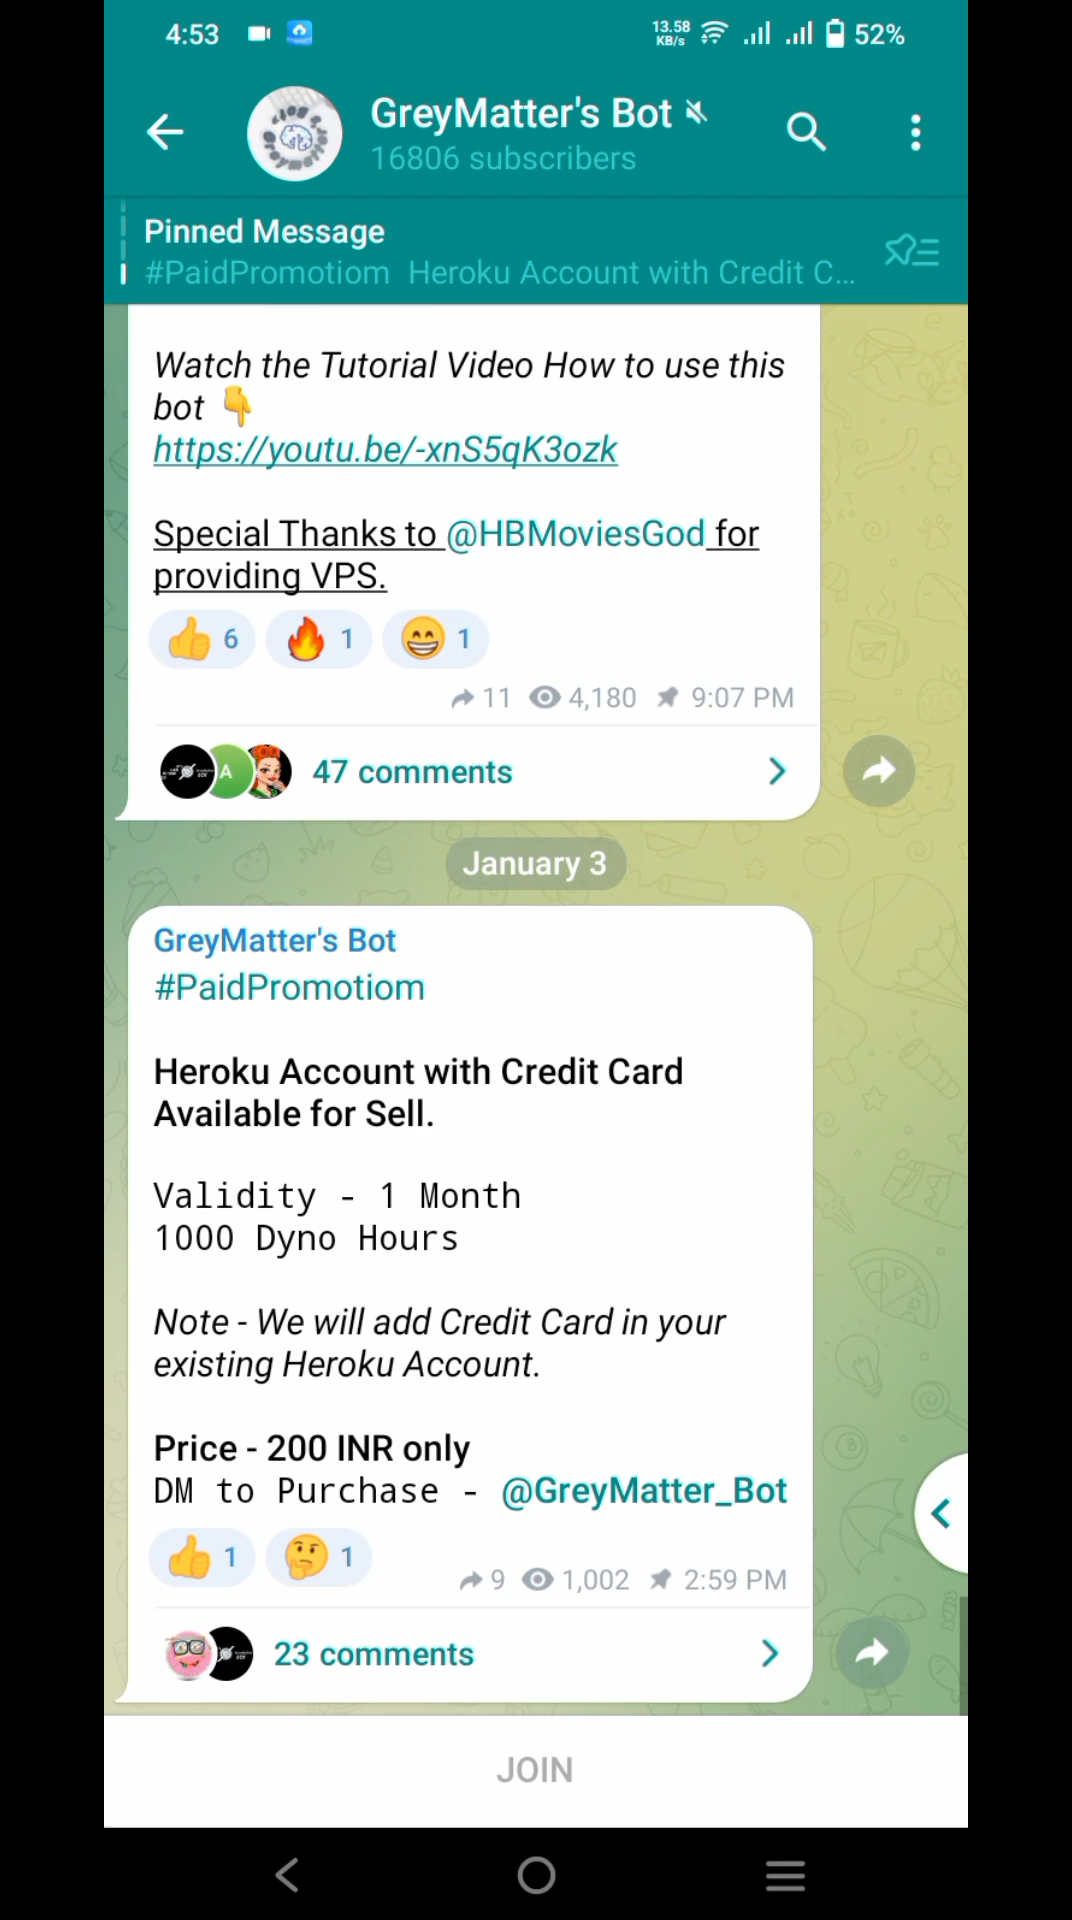 4:53
13.58
KB/s
52%
GreyMatter's Bot
16806 subscribers
Pinned Message
#PaidPromotiom Heroku Account with Credit C...
Watch the Tutorial Video How to use this
bot 👇
https://youtu.be/-xnS5qK3ozk
Special Thanks to @HBMoviesGod for
providing VPS.
👍 6 🔥 1 😁 1
11 4,180 9:07 PM
A
47 comments
January 3
GreyMatter's Bot
#PaidPromotiom
Heroku Account with Credit Card
Available for Sell.
Validity - 1 Month
1000 Dyno Hours
Note - We will add Credit Card in your
existing Heroku Account.
Price - 200 INR only
DM to Purchase - @GreyMatter_Bot
👍 1 🤔 1
9 1,002 2:59 PM
23 comments
JOIN